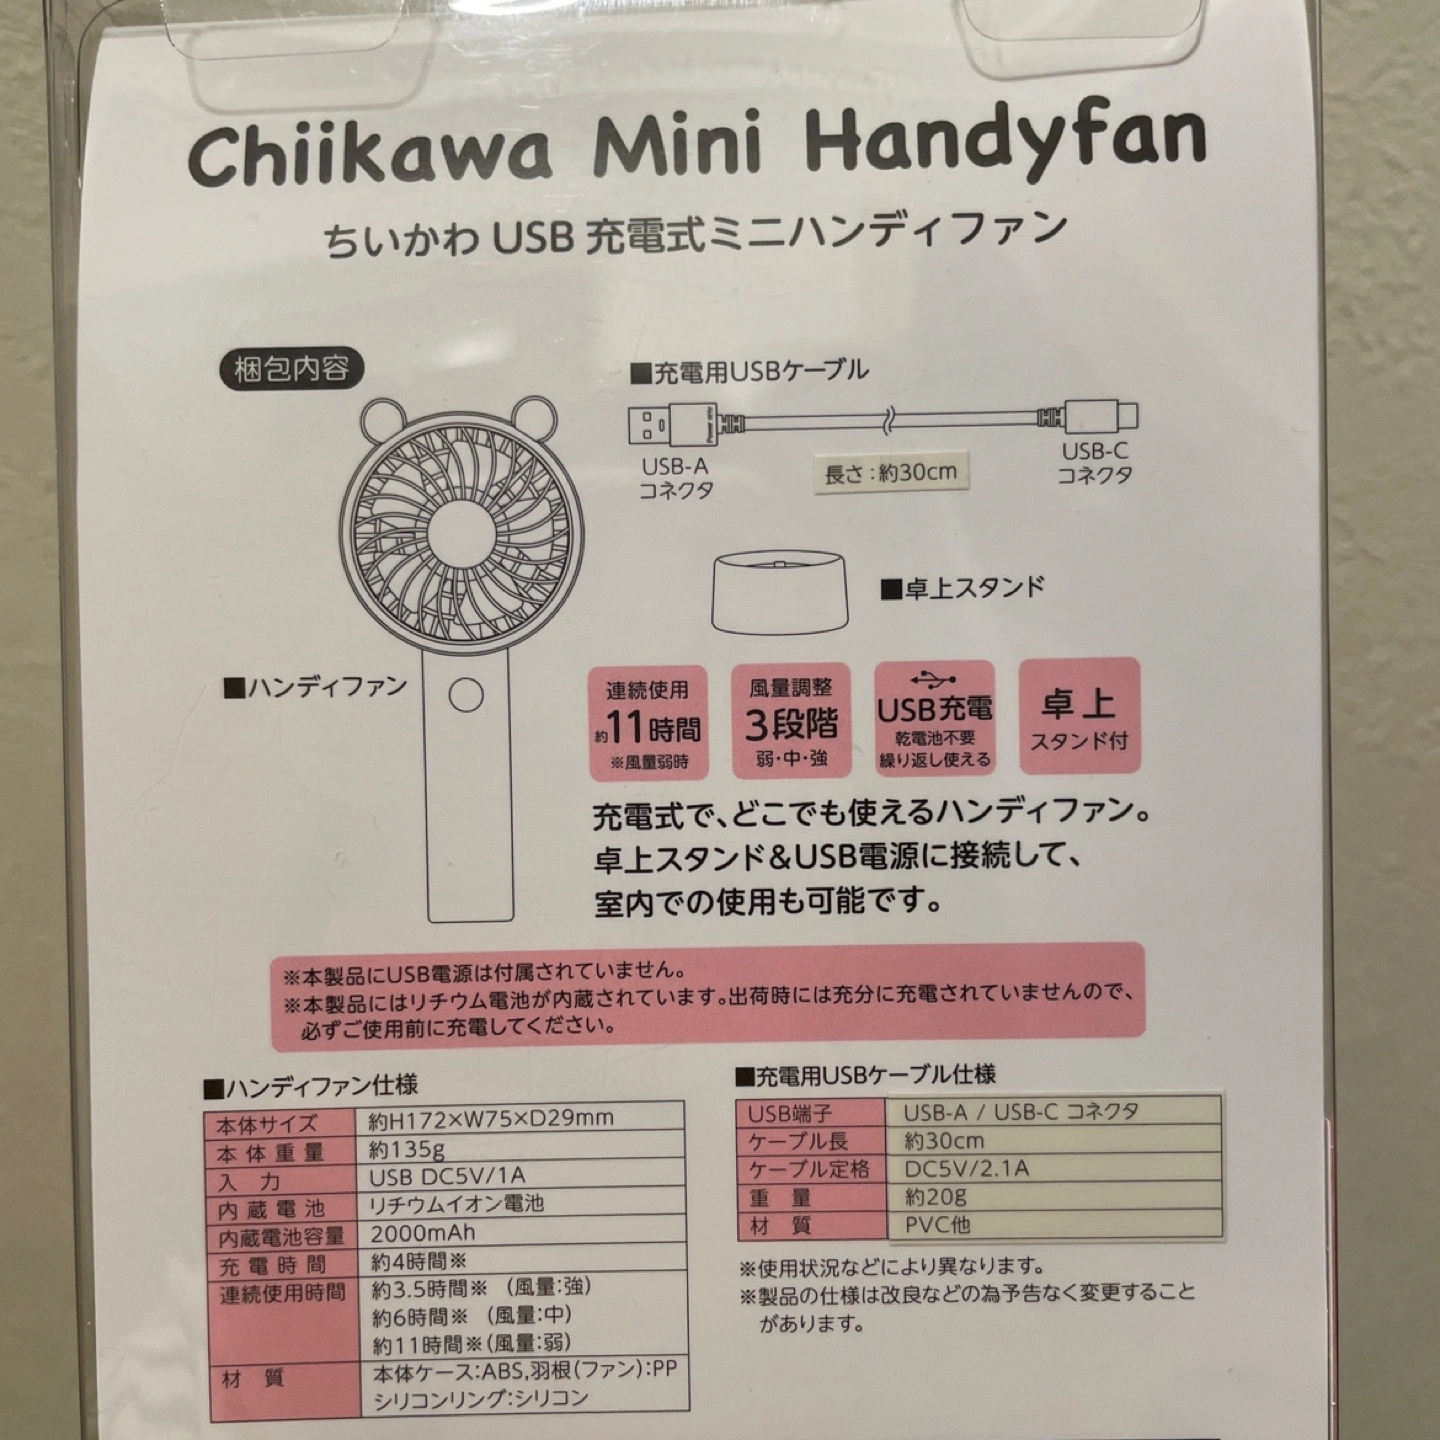 Chiikawa Mini Handyfan
ちいかわ USB 充電式ミニハンディファン
梱包内容
■充電用USBケーブル
Power only
USB-A
コネクタ
長さ：約30cm
USB-C
コネクタ
■卓上スタンド
■ハンディファン
連続使用
約11時間
※風量弱時
風量調整
3段階
弱・中・強
USB充電
乾電池不要
繰り返し使える
卓上
スタンド付
充電式で、どこでも使えるハンディファン。
卓上スタンド&USB電源に接続して、
室内での使用も可能です。
※本製品にUSB電源は付属されていません。
※本製品にはリチウム電池が内蔵されています。出荷時には充分に充電されていませんので、
必ずご使用前に充電してください。
■ハンディファン仕様
本体サイズ 約H172×W75×D29mm
本体重量 約135g
入力 USB DC5V/1A
内蔵電池 リチウムイオン電池
内蔵電池容量 2000mAh
充電時間 約4時間※
連続使用時間 約3.5時間※ (風量:強)
約6時間※ (風量:中)
約11時間※(風量:弱)
材質 本体ケース:ABS,羽根(ファン):PP
シリコンリング:シリコン
■充電用USBケーブル仕様
USB端子 USB-A / USB-C コネクタ
ケーブル長 約30cm
ケーブル定格 DC5V/2.1A
重量 約20g
材質 PVC他
※使用状況などにより異なります。
※製品の仕様は改良などの為予告なく変更すること
があります。